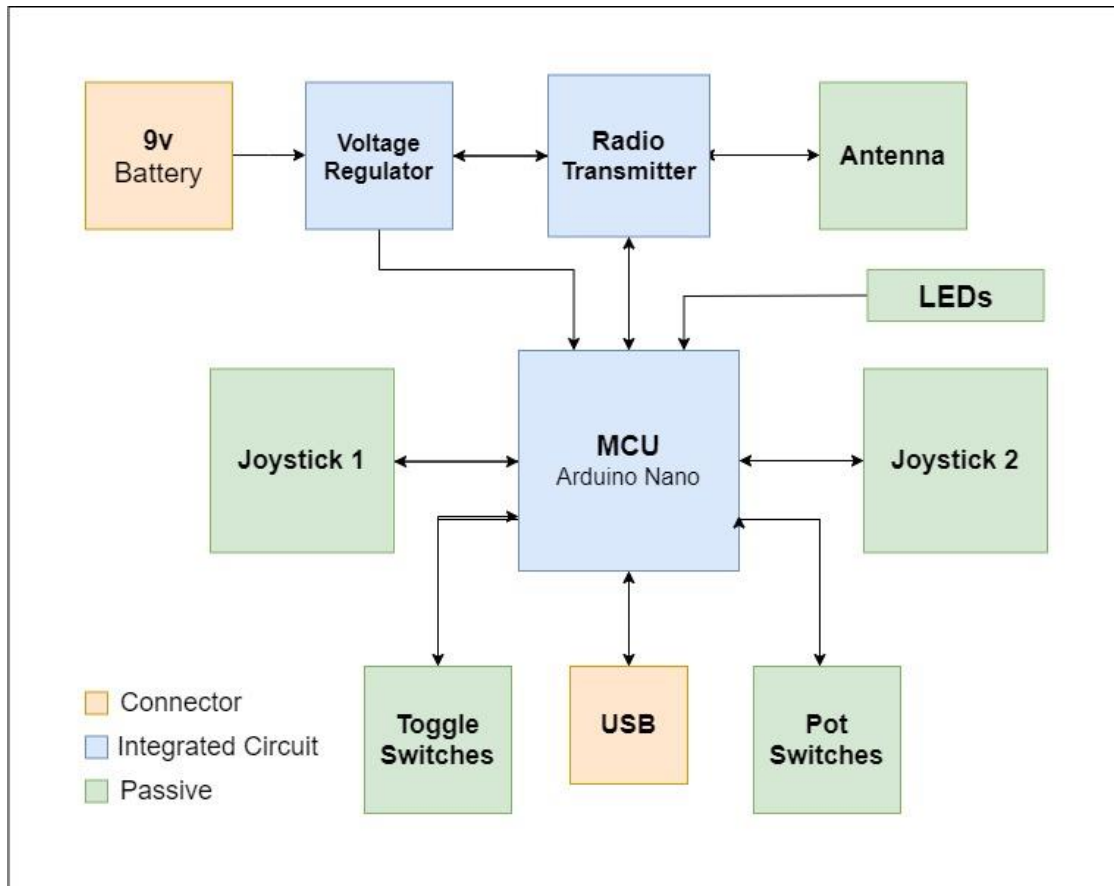 9v
Battery
Voltage
Regulator
Radio
Transmitter
Antenna
LEDs
Joystick 1
MCU
Arduino Nano
Joystick 2
Toggle
Switches
USB
Pot
Switches
Connector
Integrated Circuit
Passive